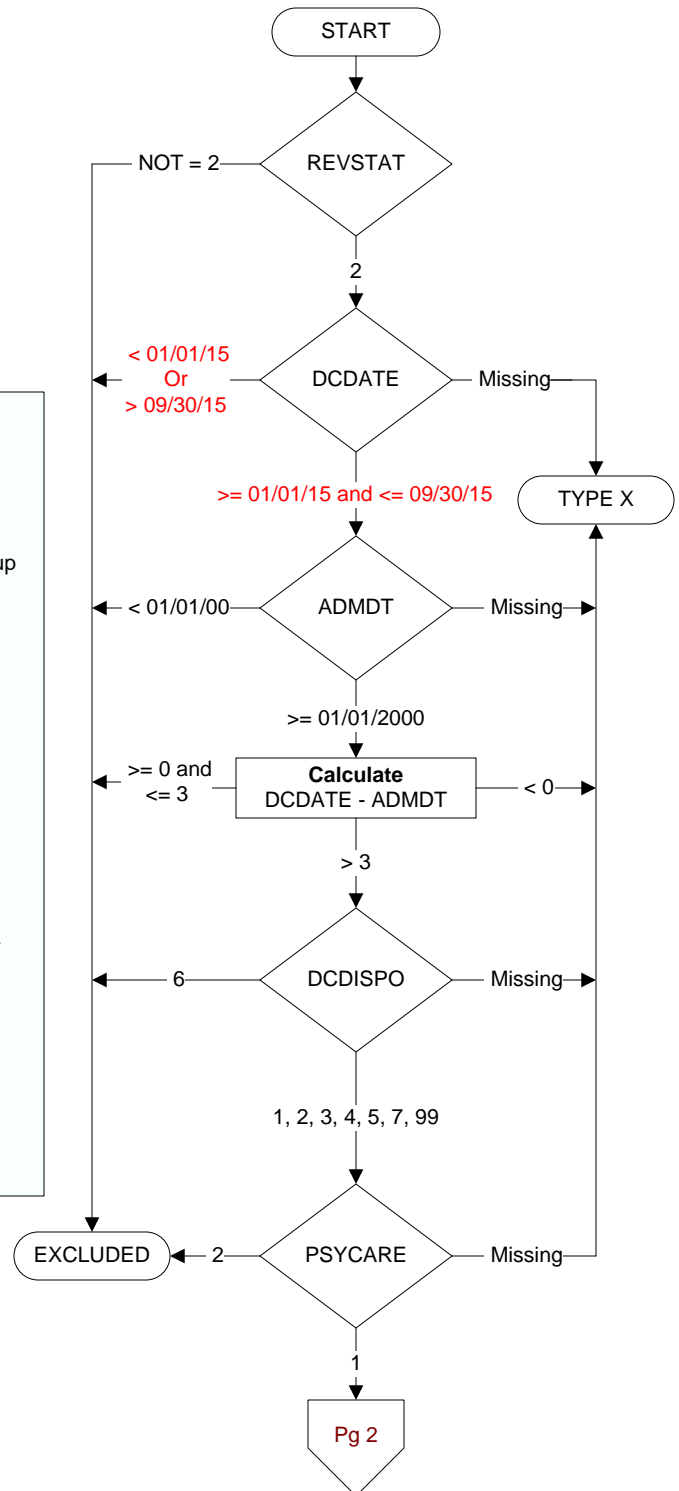 START
NOT = 2
REVSTAT
2
< 01/01/15
Or
> 09/30/15
DCDATE
Missing
>= 01/01/15 and <= 09/30/15
TYPE X
up
< 01/01/00
ADMDT
Missing
>= 01/01/2000
>= 0 and
<= 3
Calculate
DCDATE - ADMDT
< 0
> 3
6
DCDISPO
Missing
1, 2, 3, 4, 5, 7, 99
EXCLUDED
2
PSYCARE
Missing
1
Pg 2